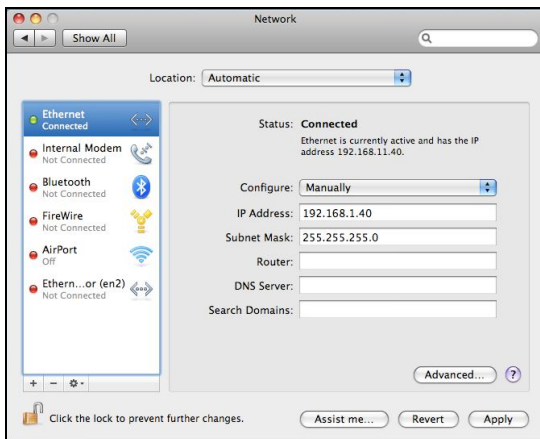 Network
Show All
Location: Automatic
Ethernet
Connected
Internal Modem
Not Connected
Bluetooth
Not Connected
FireWire
Not Connected
AirPort
Off
Ethern...or (en2)
Not Connected
Status: Connected
Ethernet is currently active and has the IP
address 192.168.11.40.
Configure: Manually
IP Address: 192.168.1.40
Subnet Mask: 255.255.255.0
Router:
DNS Server:
Search Domains:
Advanced... ?
+ −
Click the lock to prevent further changes.
Assist me... Revert Apply